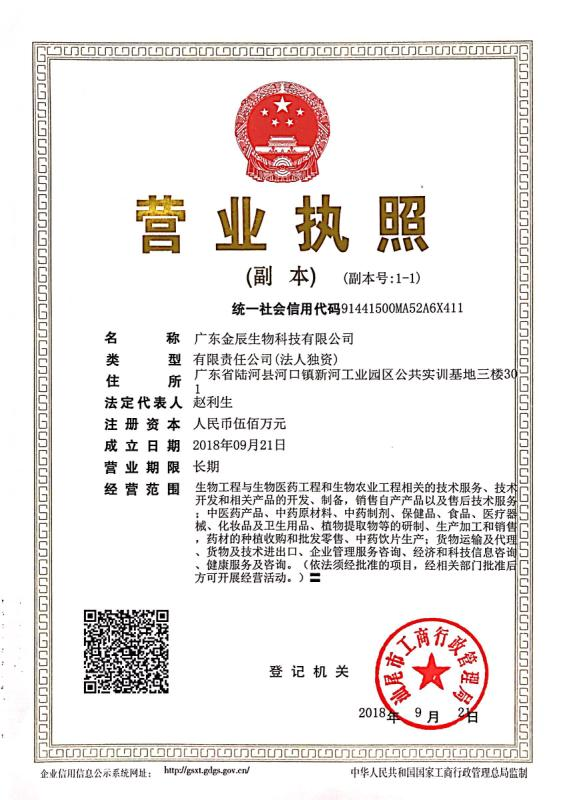 营业执照
(副 本) (副本号:1-1)
统一社会信用代码91441500MA52A6X411
名 称 广东金辰生物科技有限公司
类 型 有限责任公司(法人独资)
住 所 广东省陆河县河口镇新河工业园区公共实训基地三楼30
1
法定代表人 赵利生
注册资本 人民币伍佰万元
成立日期 2018年09月21日
营业期限 长期
经营范围 生物工程与生物医药工程和生物农业工程相关的技术服务、技术
开发和相关产品的开发、制备，销售自产产品以及售后技术服务
；中医药产品、中药原材料、中药制剂、保健品、食品、医疗器
械、化妆品及卫生用品、植物提取物等的研制、生产加工和销售
，药材的种植收购和批发零售、中药饮片生产；货物运输及代理
、货物及技术进出口、企业管理服务咨询、经济和科技信息咨询
、健康服务及咨询。（依法须经批准的项目，经相关部门批准后
方可开展经营活动。）〓
登记机关
汕尾市工商行政管理局
2018年 9月 21日
企业信用信息公示系统网址： http://gsxt.gdgs.gov.cn/
中华人民共和国国家工商行政管理总局监制